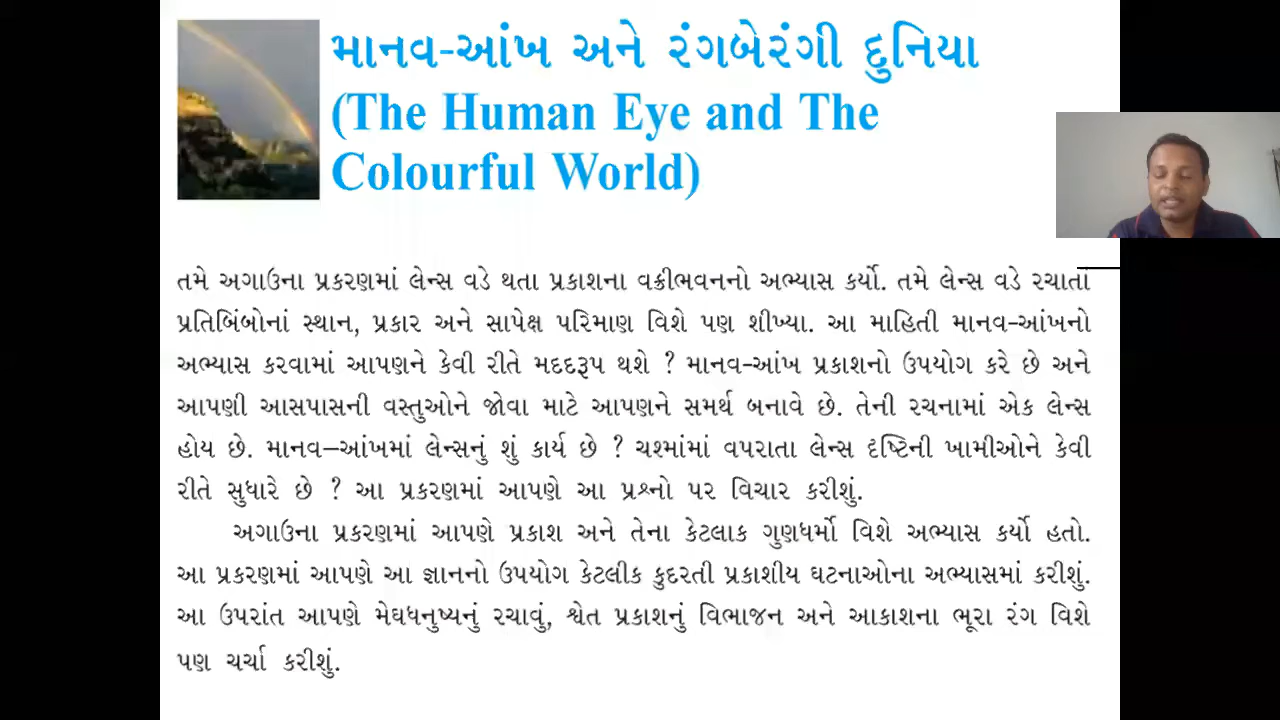 માનવ-આંખ અને રંગબેરંગી દુનિયા
(The Human Eye and The
Colourful World)
તમે અગાઉના પ્રકરણમાં લેન્સ વડે થતા પ્રકાશના વક્રીભવનનો અભ્યાસ કર્યો. તમે લેન્સ વડે રચાતાં
પ્રતિબિંબોનાં સ્થાન, પ્રકાર અને સાપેક્ષ પરિમાણ વિશે પણ શીખ્યા. આ માહિતી માનવ-આંખનો
અભ્યાસ કરવામાં આપણને કેવી રીતે મદદરૂપ થશે ? માનવ-આંખ પ્રકાશનો ઉપયોગ કરે છે અને
આપણી આસપાસની વસ્તુઓને જોવા માટે આપણને સમર્થ બનાવે છે. તેની રચનામાં એક લેન્સ
હોય છે. માનવ–આંખમાં લેન્સનું શું કાર્ય છે ? ચશ્માંમાં વપરાતા લેન્સ દૃષ્ટિની ખામીઓને કેવી
રીતે સુધારે છે ? આ પ્રકરણમાં આપણે આ પ્રશ્નો પર વિચાર કરીશું.
અગાઉના પ્રકરણમાં આપણે પ્રકાશ અને તેના કેટલાક ગુણધર્મો વિશે અભ્યાસ કર્યો હતો.
આ પ્રકરણમાં આપણે આ જ્ઞાનનો ઉપયોગ કેટલીક કુદરતી પ્રકાશીય ઘટનાઓના અભ્યાસમાં કરીશું.
આ ઉપરાંત આપણે મેઘધનુષ્યનું રચાવું, શ્વેત પ્રકાશનું વિભાજન અને આકાશના ભૂરા રંગ વિશે
પણ ચર્ચા કરીશું.